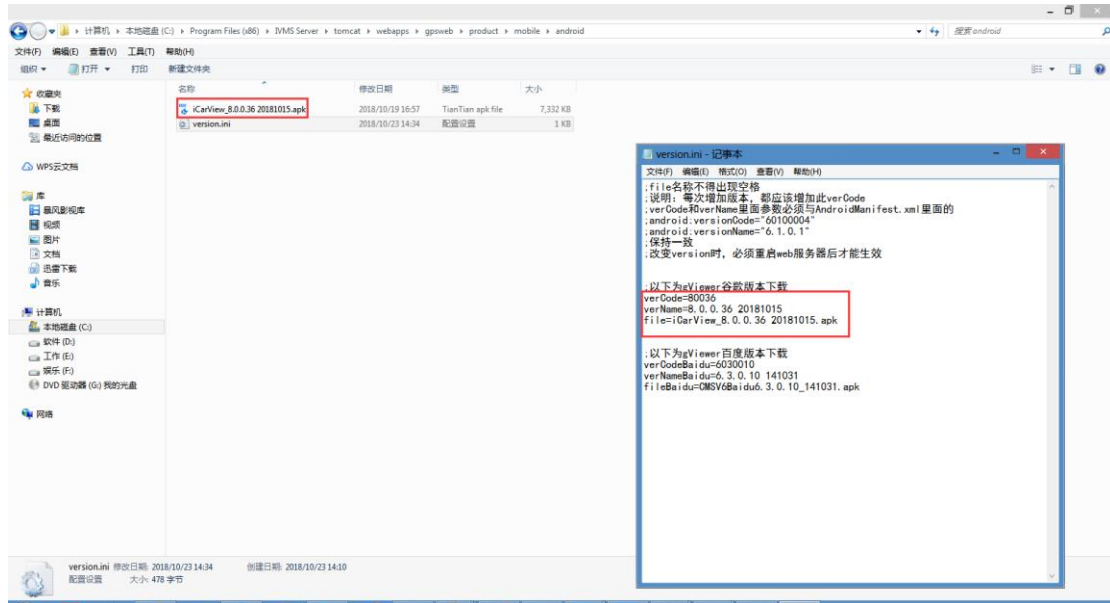 计算机 ▸ 本地磁盘 (C:) ▸ Program Files (x86) ▸ IVMS Server ▸ tomcat ▸ webapps ▸ gpsweb ▸ product ▸ mobile ▸ android
搜索 android
文件(F) 编辑(E) 查看(V) 工具(T) 帮助(H)
组织 打开 打印 新建文件夹
名称 修改日期 类型 大小
iCarView_8.0.0.36 20181015.apk 2018/10/19 16:57 TianTian apk file 7,332 KB
version.ini 2018/10/23 14:34 配置设置 1 KB
收藏夹
下载
桌面
最近访问的位置
WPS云文档
库
暴风影视库
视频
图片
文档
迅雷下载
音乐
计算机
本地磁盘 (C:)
软件 (D:)
工作 (E:)
娱乐 (F:)
DVD 驱动器 (G:) 我的光盘
网络
version.ini - 记事本
文件(F) 编辑(E) 格式(O) 查看(V) 帮助(H)
;file名称不得出现空格
;说明：每次增加版本，都应该增加此verCode
;verCode和verName里面参数必须与AndroidManifest.xml里面的
;android:versionCode="60100004"
;android:versionName="6.1.0.1"
;保持一致
;改变version时，必须重启web服务器后才能生效
;以下为gViewer谷歌版本下载
verCode=80036
verName=8.0.0.36 20181015
file=iCarView_8.0.0.36 20181015.apk
;以下为gViewer百度版本下载
verCodeBaidu=6030010
verNameBaidu=6.3.0.10 141031
fileBaidu=CMSV6Baidu6.3.0.10_141031.apk
version.ini 修改日期: 2018/10/23 14:34 创建日期: 2018/10/23 14:10
配置设置 大小: 478 字节